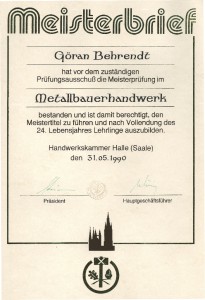 Meisterbrief
Göran Behrendt
hat vor dem zuständigen
Prüfungsausschuß die Meisterprüfung im
Metallbauerhandwerk
bestanden und ist damit berechtigt, den
Meistertitel zu führen und nach Vollendung des
24. Lebensjahres Lehrlinge auszubilden.
Handwerkskammer Halle (Saale)
den 31.05.1990
Präsident Hauptgeschäftsführer